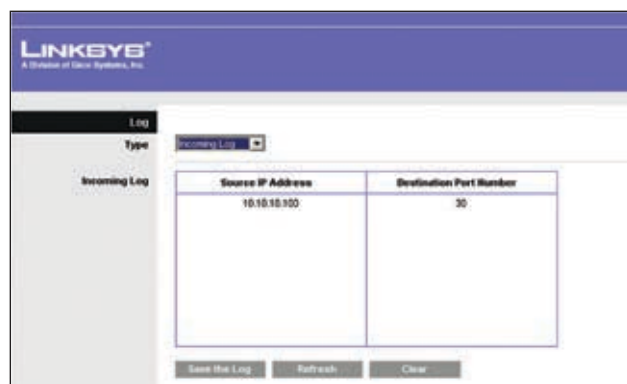 LINKSYS®
A Division of Cisco Systems, Inc.
Log
Type
Incoming Log
Incoming Log
Source IP Address Destination Port Number
10.10.10.100 30
Save the Log Refresh Clear